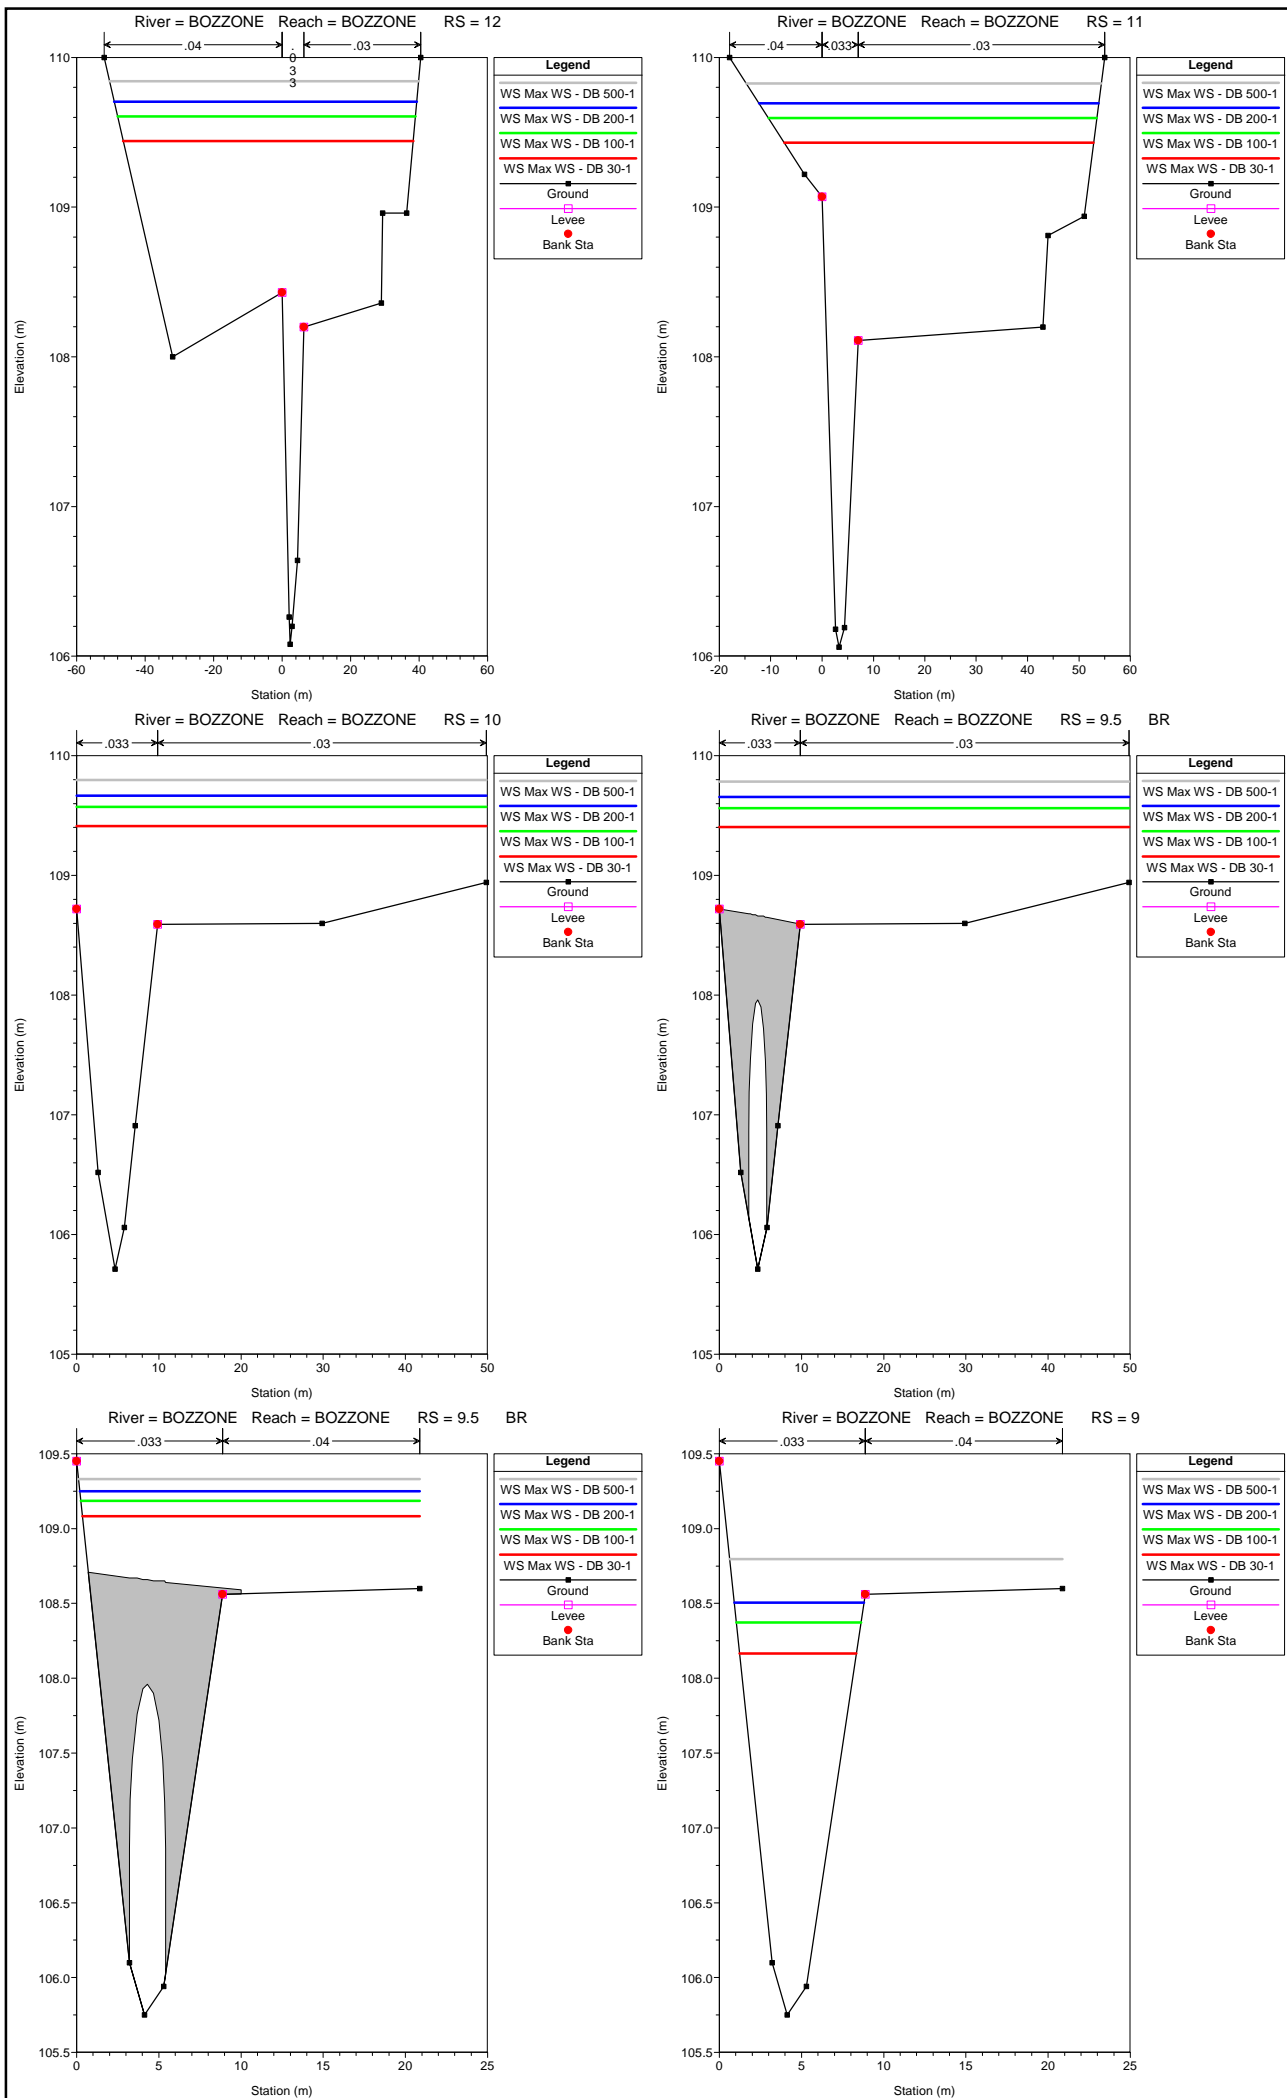 River = BOZZONE Reach = BOZZONE RS = 12
.04 .033 .03
110
109
108
107
106
-60 -40 -20 0 20 40 60
Elevation (m)
Station (m)
Legend
WS Max WS - DB 500-1
WS Max WS - DB 200-1
WS Max WS - DB 100-1
WS Max WS - DB 30-1
Ground
Levee
Bank Sta
River = BOZZONE Reach = BOZZONE RS = 11
.04 .033 .03
110
109
108
107
106
-20 -10 0 10 20 30 40 50 60
Elevation (m)
Station (m)
Legend
WS Max WS - DB 500-1
WS Max WS - DB 200-1
WS Max WS - DB 100-1
WS Max WS - DB 30-1
Ground
Levee
Bank Sta
River = BOZZONE Reach = BOZZONE RS = 10
.033 .03
110
109
108
107
106
105
0 10 20 30 40 50
Elevation (m)
Station (m)
Legend
WS Max WS - DB 500-1
WS Max WS - DB 200-1
WS Max WS - DB 100-1
WS Max WS - DB 30-1
Ground
Levee
Bank Sta
River = BOZZONE Reach = BOZZONE RS = 9.5 BR
.033 .03
110
109
108
107
106
105
0 10 20 30 40 50
Elevation (m)
Station (m)
Legend
WS Max WS - DB 500-1
WS Max WS - DB 200-1
WS Max WS - DB 100-1
WS Max WS - DB 30-1
Ground
Levee
Bank Sta
River = BOZZONE Reach = BOZZONE RS = 9.5 BR
.033 .04
109.5
109.0
108.5
108.0
107.5
107.0
106.5
106.0
105.5
0 5 10 15 20 25
Elevation (m)
Station (m)
Legend
WS Max WS - DB 500-1
WS Max WS - DB 200-1
WS Max WS - DB 100-1
WS Max WS - DB 30-1
Ground
Levee
Bank Sta
River = BOZZONE Reach = BOZZONE RS = 9
.033 .04
109.5
109.0
108.5
108.0
107.5
107.0
106.5
106.0
105.5
0 5 10 15 20 25
Elevation (m)
Station (m)
Legend
WS Max WS - DB 500-1
WS Max WS - DB 200-1
WS Max WS - DB 100-1
WS Max WS - DB 30-1
Ground
Levee
Bank Sta